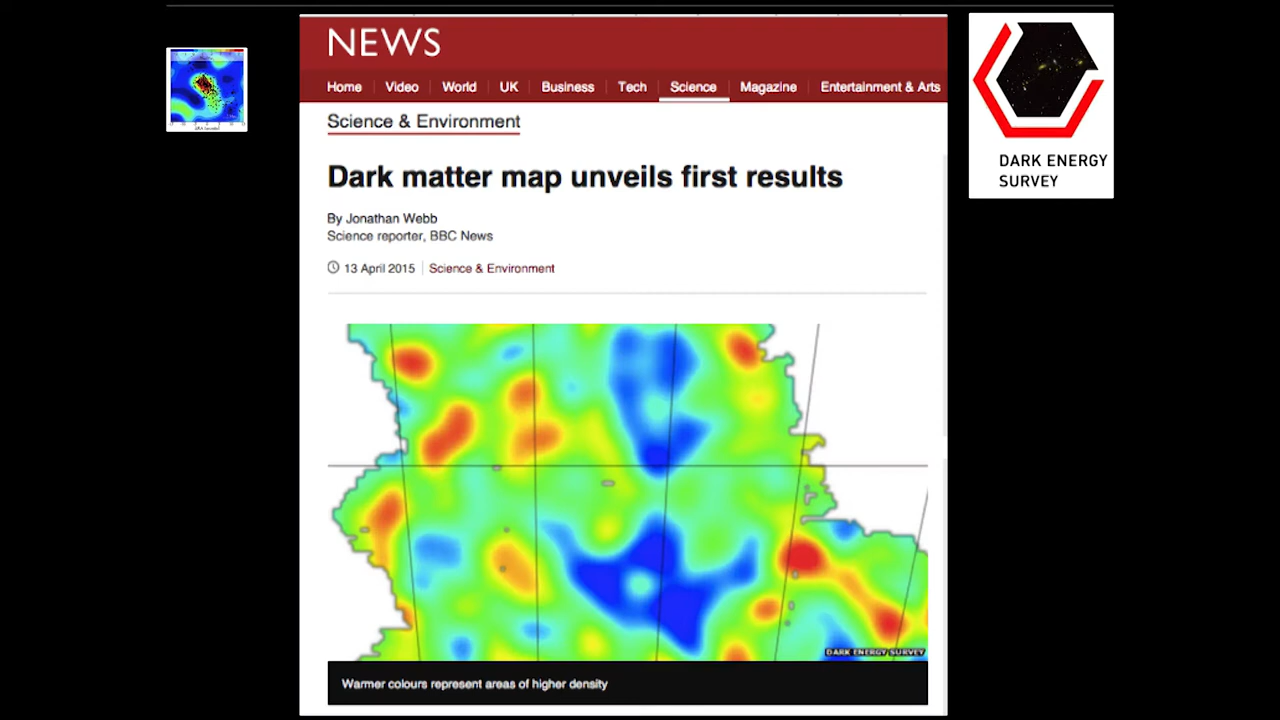 NEWS
Home Video World UK Business Tech Science Magazine Entertainment & Arts
Science & Environment
Dark matter map unveils first results
By Jonathan Webb
Science reporter, BBC News
13 April 2015 Science & Environment
DARK ENERGY SURVEY
Warmer colours represent areas of higher density
DARK ENERGY
SURVEY